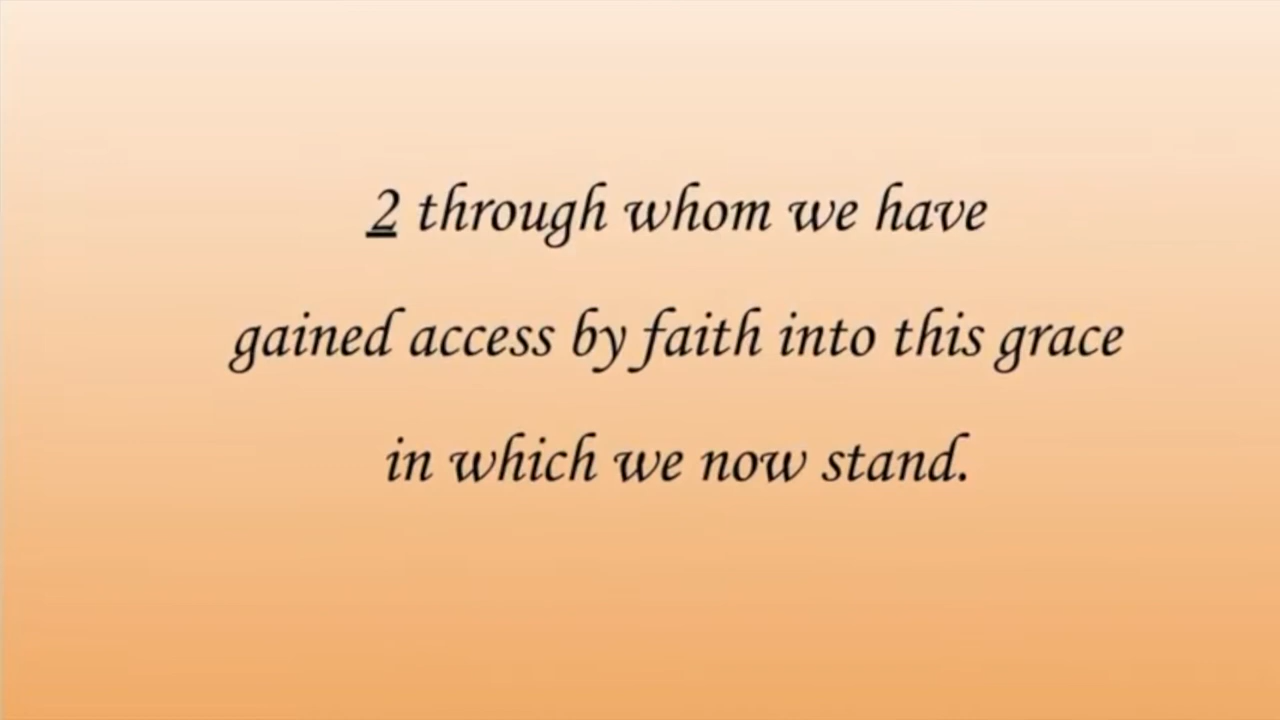 2 through whom we have
gained access by faith into this grace
in which we now stand.